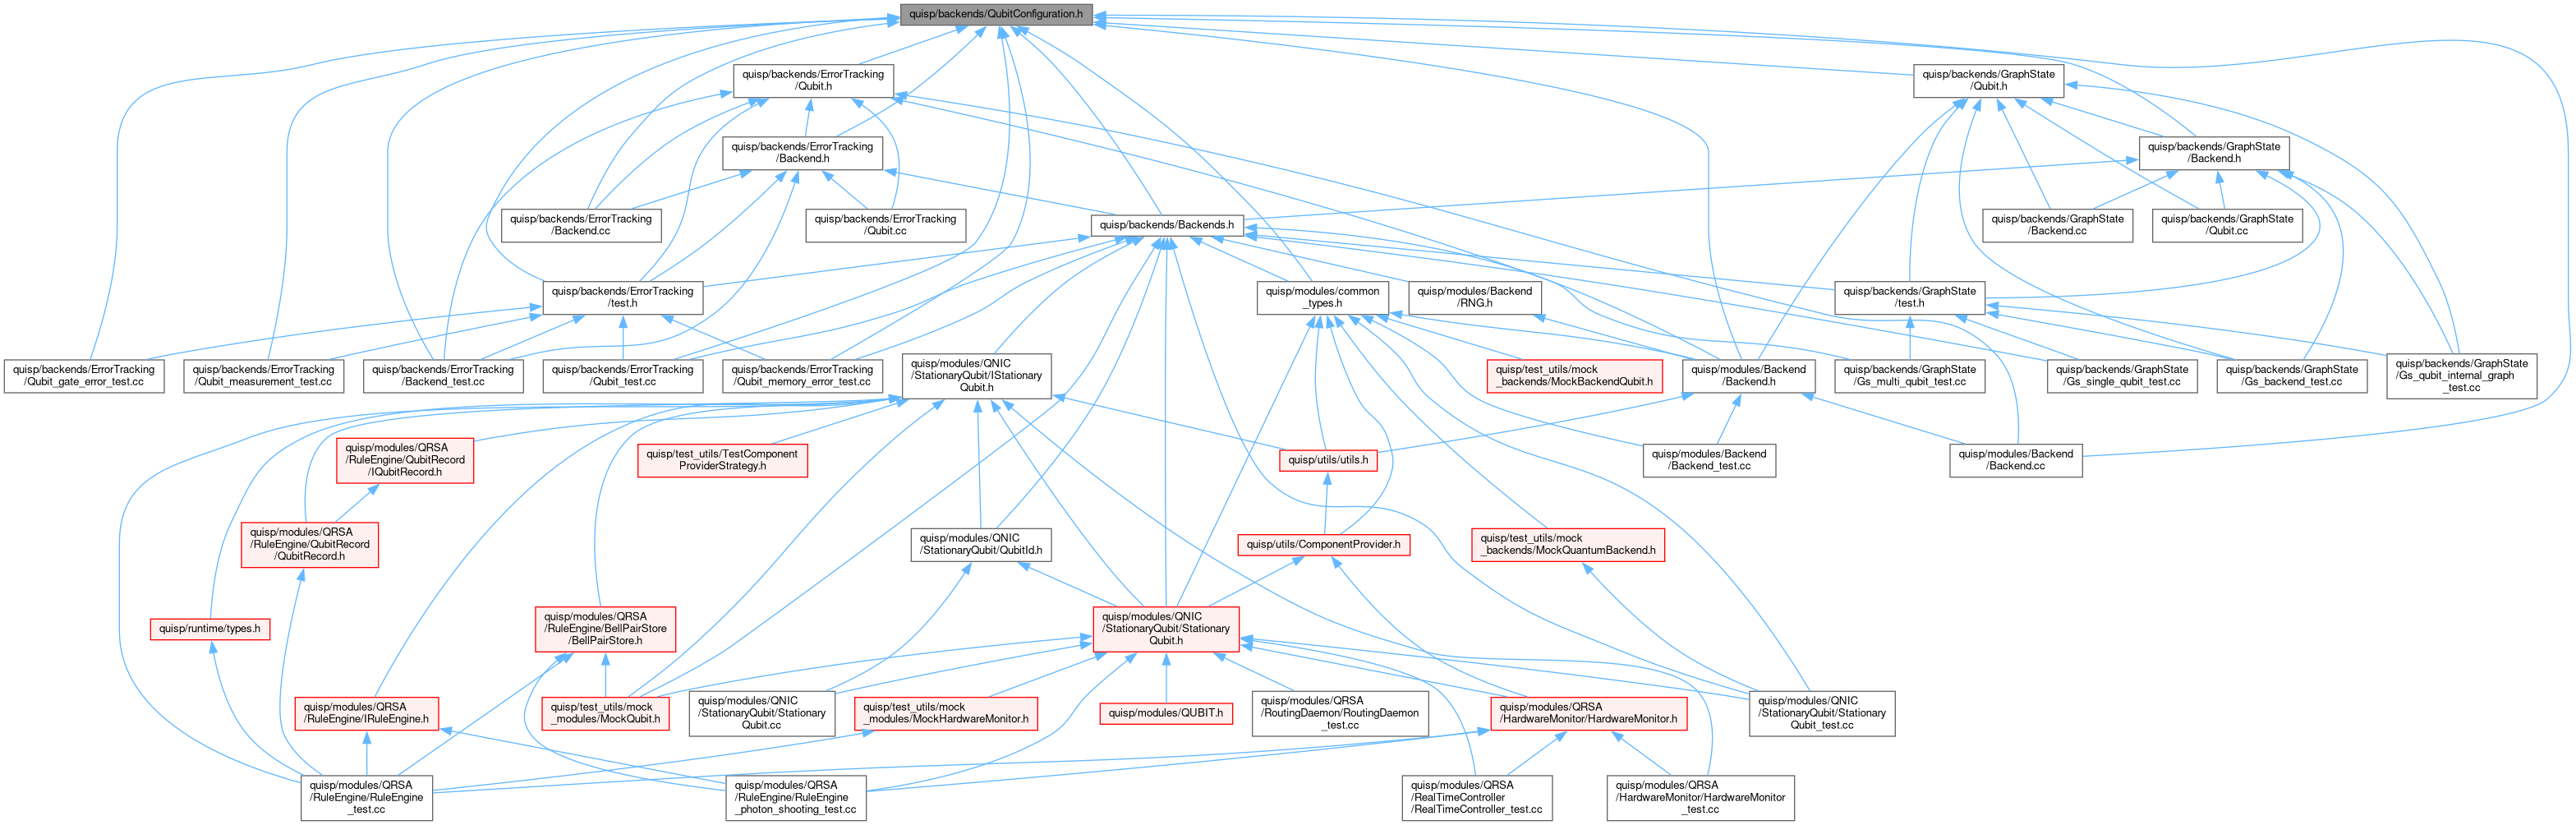 quisp/backends/QubitConfiguration.h
quisp/backends/ErrorTracking
/Qubit.h
quisp/backends/GraphState
/Qubit.h
quisp/backends/ErrorTracking
/Backend.h
quisp/backends/GraphState
/Backend.h
quisp/backends/ErrorTracking
/Backend.cc
quisp/backends/ErrorTracking
/Qubit.cc
quisp/backends/Backends.h
quisp/backends/GraphState
/Backend.cc
quisp/backends/GraphState
/Qubit.cc
quisp/backends/ErrorTracking
/test.h
quisp/modules/common
_types.h
quisp/modules/Backend
/RNG.h
quisp/backends/GraphState
/test.h
quisp/backends/ErrorTracking
/Qubit_gate_error_test.cc
quisp/backends/ErrorTracking
/Qubit_measurement_test.cc
quisp/backends/ErrorTracking
/Backend_test.cc
quisp/backends/ErrorTracking
/Qubit_test.cc
quisp/backends/ErrorTracking
/Qubit_memory_error_test.cc
quisp/modules/QNIC
/StationaryQubit/IStationary
Qubit.h
quisp/test_utils/mock
_backends/MockBackendQubit.h
quisp/modules/Backend
/Backend.h
quisp/backends/GraphState
/Gs_multi_qubit_test.cc
quisp/backends/GraphState
/Gs_single_qubit_test.cc
quisp/backends/GraphState
/Gs_backend_test.cc
quisp/backends/GraphState
/Gs_qubit_internal_graph
_test.cc
quisp/modules/QRSA
/RuleEngine/QubitRecord
/IQubitRecord.h
quisp/test_utils/TestComponent
ProviderStrategy.h
quisp/utils/utils.h
quisp/modules/Backend
/Backend_test.cc
quisp/modules/Backend
/Backend.cc
quisp/modules/QRSA
/RuleEngine/QubitRecord
/QubitRecord.h
quisp/modules/QNIC
/StationaryQubit/QubitId.h
quisp/utils/ComponentProvider.h
quisp/test_utils/mock
_backends/MockQuantumBackend.h
quisp/runtime/types.h
quisp/modules/QRSA
/RuleEngine/BellPairStore
/BellPairStore.h
quisp/modules/QNIC
/StationaryQubit/Stationary
Qubit.h
quisp/modules/QRSA
/RuleEngine/IRuleEngine.h
quisp/test_utils/mock
_modules/MockQubit.h
quisp/modules/QNIC
/StationaryQubit/Stationary
Qubit.cc
quisp/test_utils/mock
_modules/MockHardwareMonitor.h
quisp/modules/QUBIT.h
quisp/modules/QRSA
/RoutingDaemon/RoutingDaemon
_test.cc
quisp/modules/QRSA
/HardwareMonitor/HardwareMonitor.h
quisp/modules/QNIC
/StationaryQubit/Stationary
Qubit_test.cc
quisp/modules/QRSA
/RuleEngine/RuleEngine
_test.cc
quisp/modules/QRSA
/RuleEngine/RuleEngine
_photon_shooting_test.cc
quisp/modules/QRSA
/RealTimeController
/RealTimeController_test.cc
quisp/modules/QRSA
/HardwareMonitor/HardwareMonitor
_test.cc